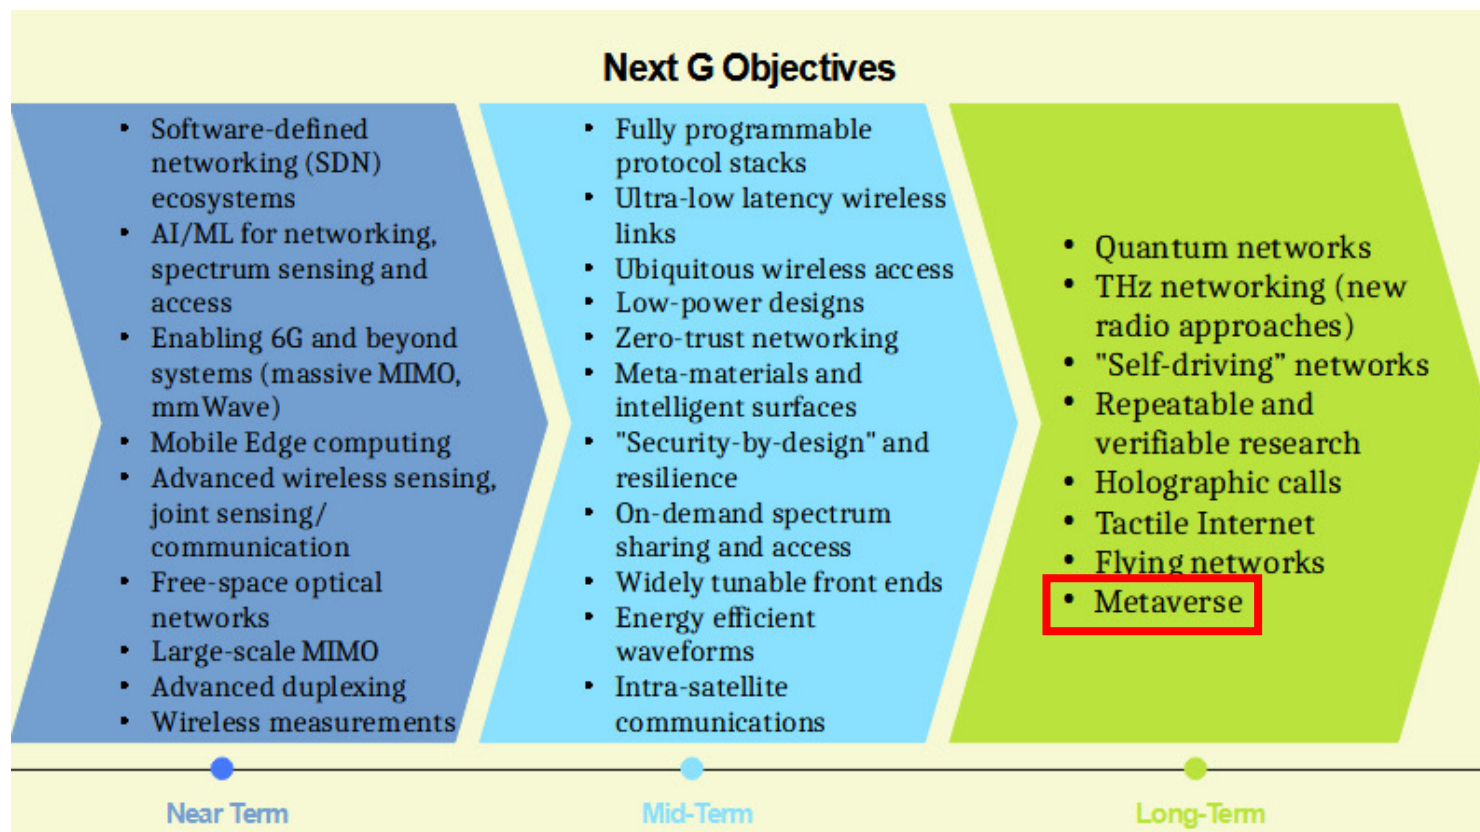 Next G Objectives
• Software-defined
networking (SDN)
ecosystems
• AI/ML for networking,
spectrum sensing and
access
• Enabling 6G and beyond
systems (massive MIMO,
mmWave)
• Mobile Edge computing
• Advanced wireless sensing,
joint sensing/
communication
• Free-space optical
networks
• Large-scale MIMO
• Advanced duplexing
• Wireless measurements
• Fully programmable
protocol stacks
• Ultra-low latency wireless
links
• Ubiquitous wireless access
• Low-power designs
• Zero-trust networking
• Meta-materials and
intelligent surfaces
• "Security-by-design" and
resilience
• On-demand spectrum
sharing and access
• Widely tunable front ends
• Energy efficient
waveforms
• Intra-satellite
communications
• Quantum networks
• THz networking (new
radio approaches)
• "Self-driving” networks
• Repeatable and
verifiable research
• Holographic calls
• Tactile Internet
• Flying networks
• Metaverse
Near Term
Mid-Term
Long-Term